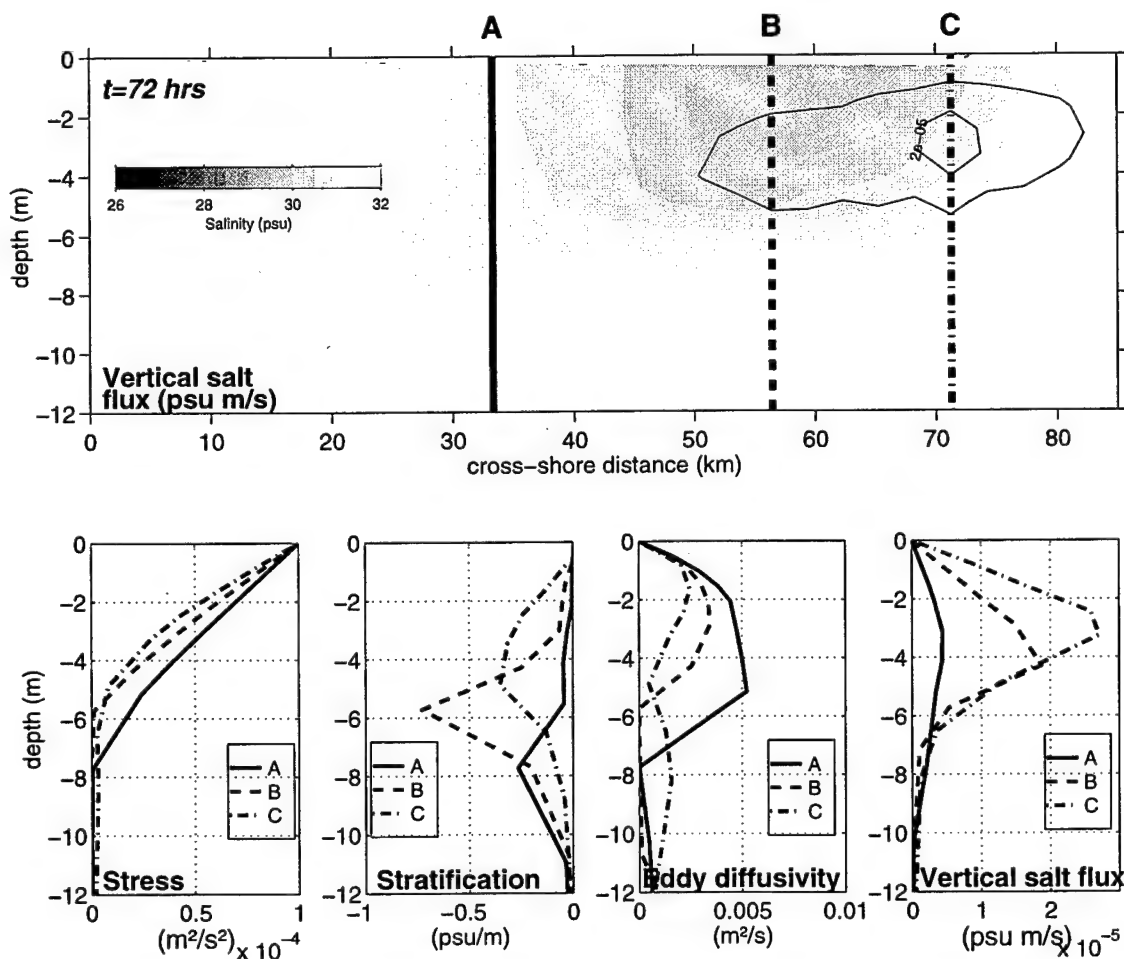 A B C
0
-2
-4
-6
-8
-10
-12
depth (m)
t=72 hrs
26 28 30 32
Salinity (psu)
2e-05
Vertical salt
flux (psu m/s)
0 10 20 30 40 50 60 70 80
cross-shore distance (km)
0
-2
-4
-6
-8
-10
-12
depth (m)
A
B
C
Stress
0 0.5 1
(m²/s²) x 10⁻⁴
0
-2
-4
-6
-8
-10
-12
A
B
C
Stratification
-1 -0.5 0
(psu/m)
0
-2
-4
-6
-8
-10
-12
A
B
C
Eddy diffusivity
0 0.005 0.01
(m²/s)
0
-2
-4
-6
-8
-10
-12
A
B
C
Vertical salt flux
0 1 2
(psu m/s) x 10⁻⁵